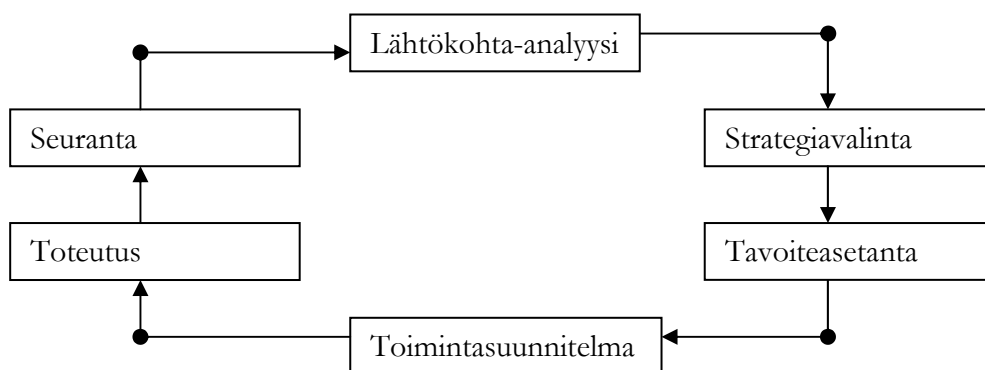 Lähtökohta-analyysi
Seuranta
Strategiavalinta
Toteutus
Tavoiteasetanta
Toimintasuunnitelma